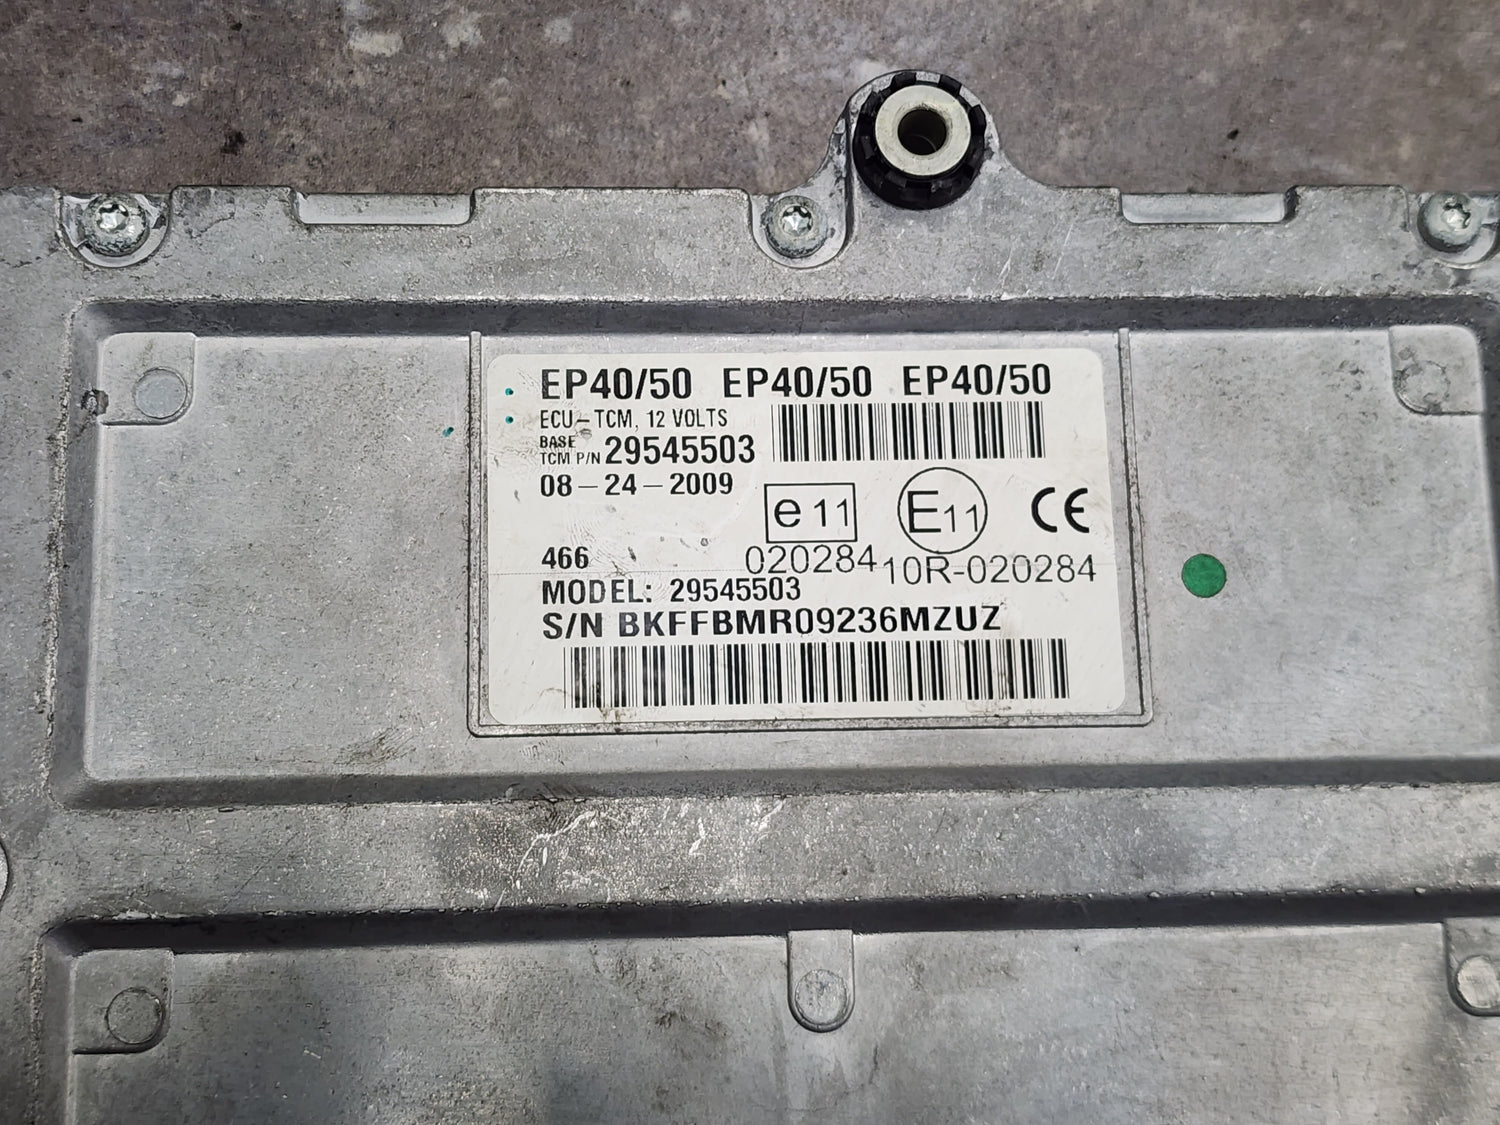 EP40/50 EP40/50 EP40/50
ECU-TCM, 12 VOLTS
BASE
TCM P/N 29545503
08-24-2009
e 11
E11
CE
466
020284
10R-020284
MODEL: 29545503
S/N BKFFBMR09236MZUZ